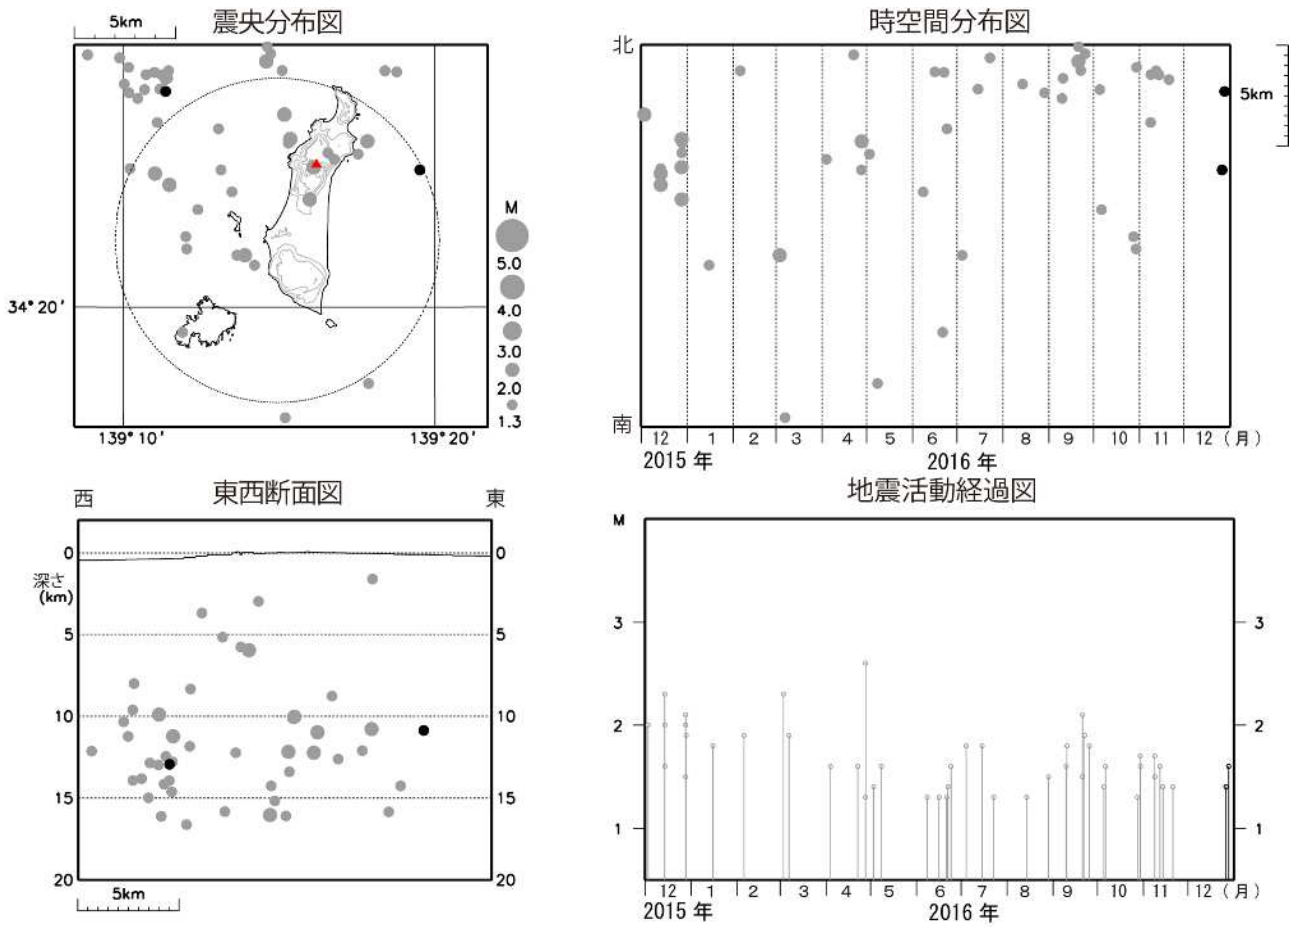 震央分布図
5km
M
5.0
4.0
3.0
2.0
1.3
34° 20'
139° 10'
139° 20'
時空間分布図
北
南
5km
12 1 2 3 4 5 6 7 8 9 10 11 12 (月)
2015 年 2016 年
東西断面図
西 東
0 0
深さ
(km)
5 5
10 10
15 15
20 20
5km
地震活動経過図
M
3 3
2 2
1 1
12 1 2 3 4 5 6 7 8 9 10 11 12 (月)
2015 年 2016 年